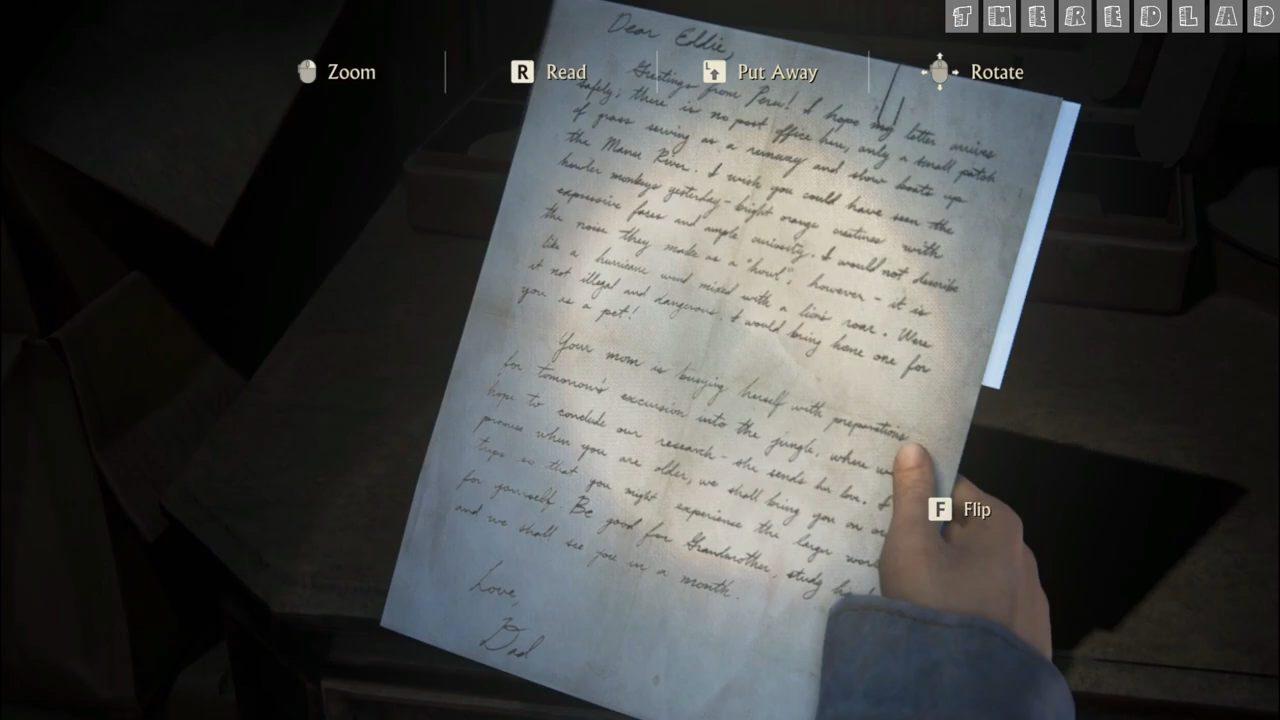 THEREDLAD
Zoom
R Read
L Put Away
Rotate
Dear Eddie,
Greetings from Peru! I hope my letter arrives
safely; there is no post office here, only a small patch
of grass serving as a runway and slow boats up
the Manu River. I wish you could have seen the
howler monkeys yesterday - bright orange creatures with
expressive faces and ample curiosity. I would not describe
the noise they make as a "howl", however - it is
like a hurricane wind mixed with a lion's roar. Were
it not illegal and dangerous, I would bring home one for
you as a pet!
Your mom is busying herself with preparations
for tomorrow's excursion into the jungle, where we
hope to conclude our research - she sends her love. I
promise when you are older, we shall bring you on our
trips so that you might experience the larger world
for yourself. Be good for Grandmother, study hard
and we shall see you in a month.
Love,
Dad
F Flip